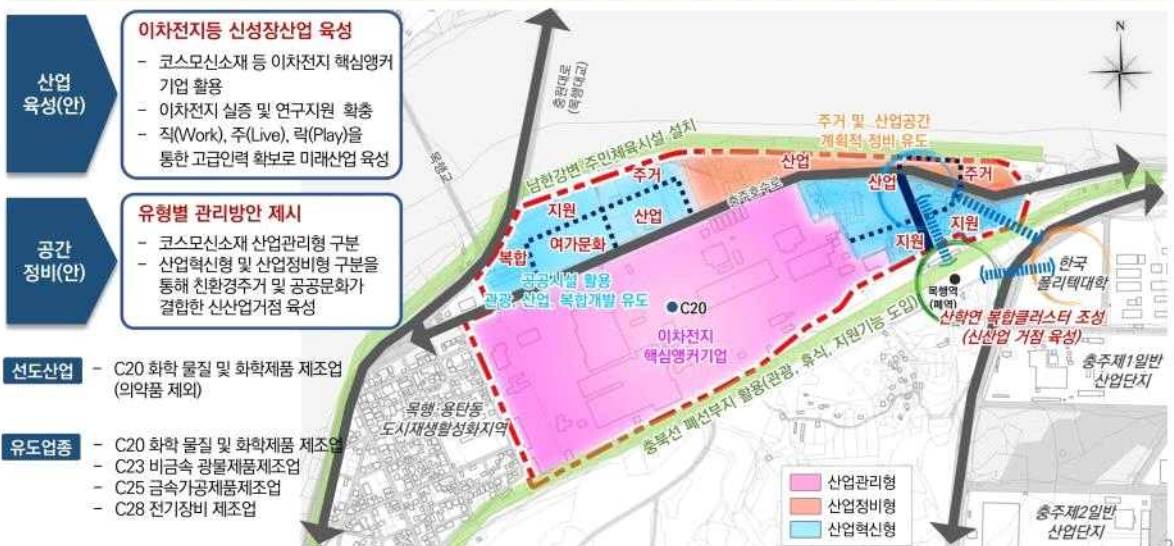 산업
육성(안)
이차전지등 신성장산업 육성
- 코스모신소재 등 이차전지 핵심앵커
기업 활용
- 이차전지 실증 및 연구지원 확충
- 직(Work), 주(Live), 락(Play)을
통한 고급인력 확보로 미래산업 육성
공간
정비(안)
유형별 관리방안 제시
- 코스모신소재 산업관리형 구분
- 산업혁신형 및 산업정비형 구분을
통해 친환경주거 및 공공문화가
결합한 신산업거점 육성
선도산업
- C20 화학 물질 및 화학제품 제조업
(의약품 제외)
유도업종
- C20 화학 물질 및 화학제품 제조업
- C23 비금속 광물제품제조업
- C25 금속가공제품제조업
- C28 전기장비 제조업
N
충원대로
(목행대교)
남한강변 주민체육시설 설치
주거 및 산업공간
계획적 정비 유도
주거
산업
산업
주거
지원
산업
충주호수로
여가문화
복합
지원
지원
공공시설 활용
관광, 산업, 복합개발 유도
C20
이차전지
핵심앵커기업
목행역
(폐역)
한국
폴리텍대학
산학연 복합클러스터 조성
(신산업 거점 육성)
충북선 폐선부지 활용(관광, 휴식, 지원기능 도입)
목행·용탄동
도시재생활성화지역
충주제1일반
산업단지
충주제2일반
산업단지
산업관리형
산업정비형
산업혁신형